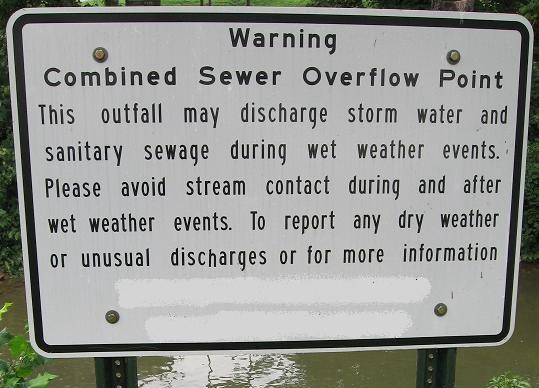 Warning
Combined Sewer Overflow Point
This outfall may discharge storm water and
sanitary sewage during wet weather events.
Please avoid stream contact during and after
wet weather events. To report any dry weather
or unusual discharges or for more information